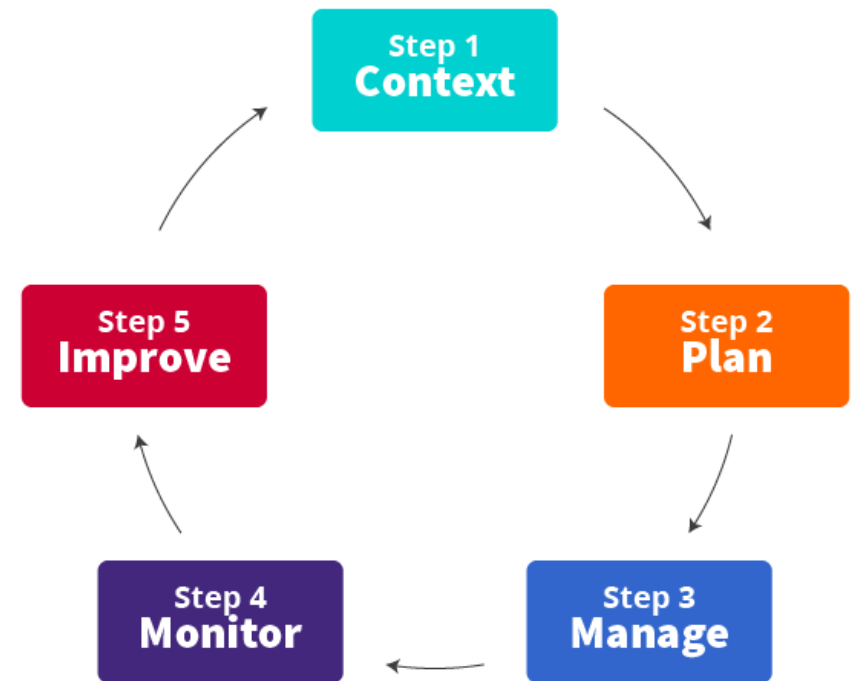 Step 1
Context
Step 2
Plan
Step 3
Manage
Step 4
Monitor
Step 5
Improve